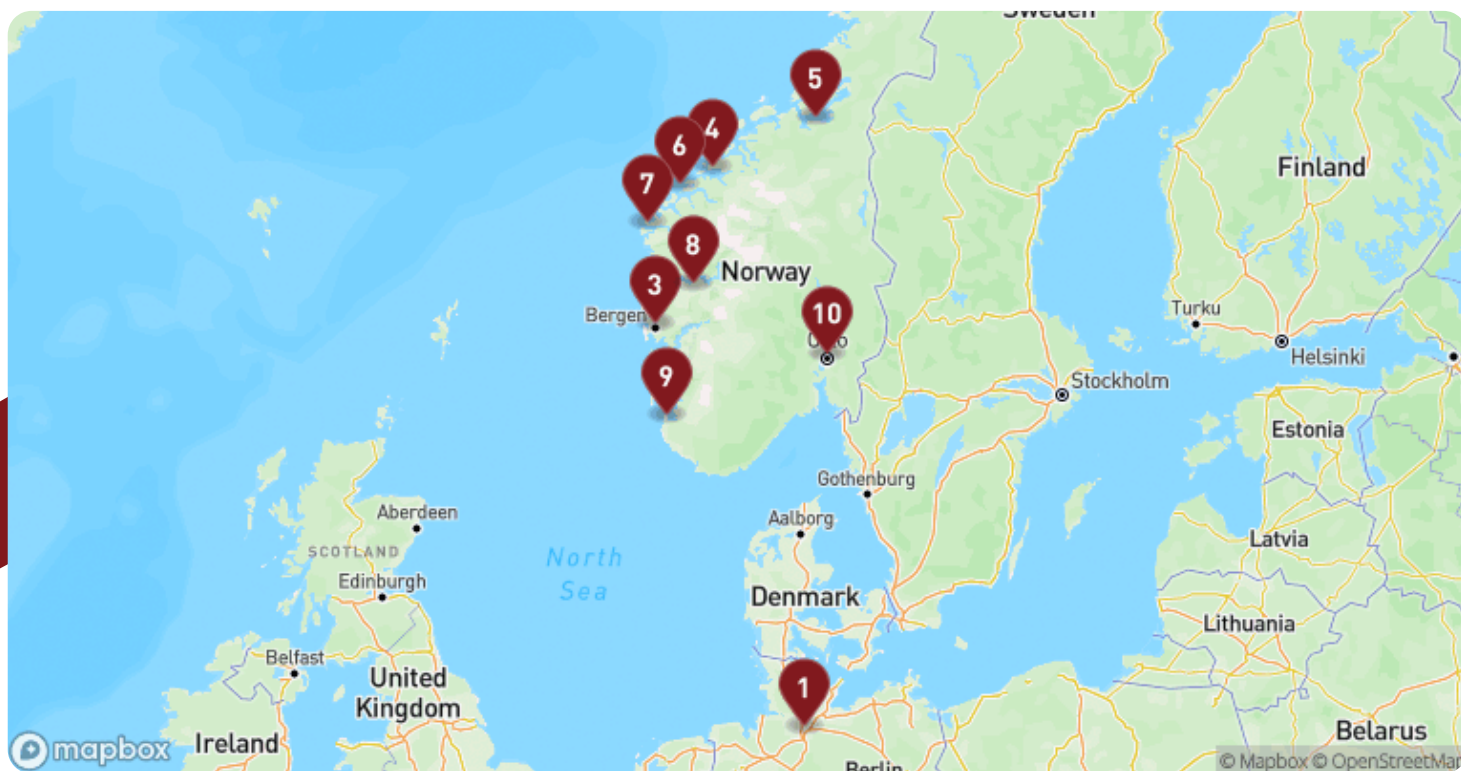 Sweden
5
4
6
Finland
7
8
Norway
3
Bergen
10
Turku
Helsinki
9
Stockholm
Estonia
Gothenburg
Aberdeen
Aalborg
SCOTLAND
Latvia
North
Sea
Edinburgh
Denmark
Lithuania
Belfast
United
Kingdom
1
Ireland
Belarus
mapbox
Berlin
© Mapbox © OpenStreetMap